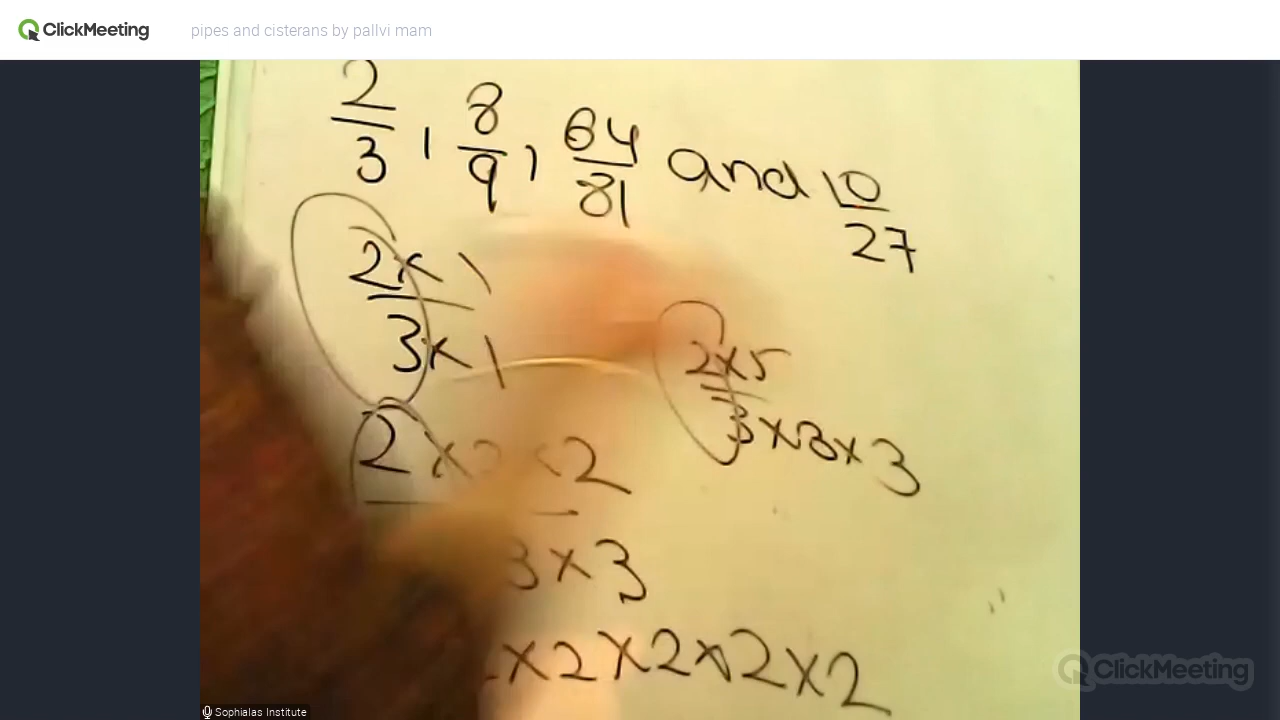 ClickMeeting pipes and cisterans by pallvi mam
2/3 , 8/9 , 64/81 and 10/27
2×1
3×1
2×5
3×3×3
2 × 2
3×3
×2×2×2×2
ClickMeeting
Sophialas Institute